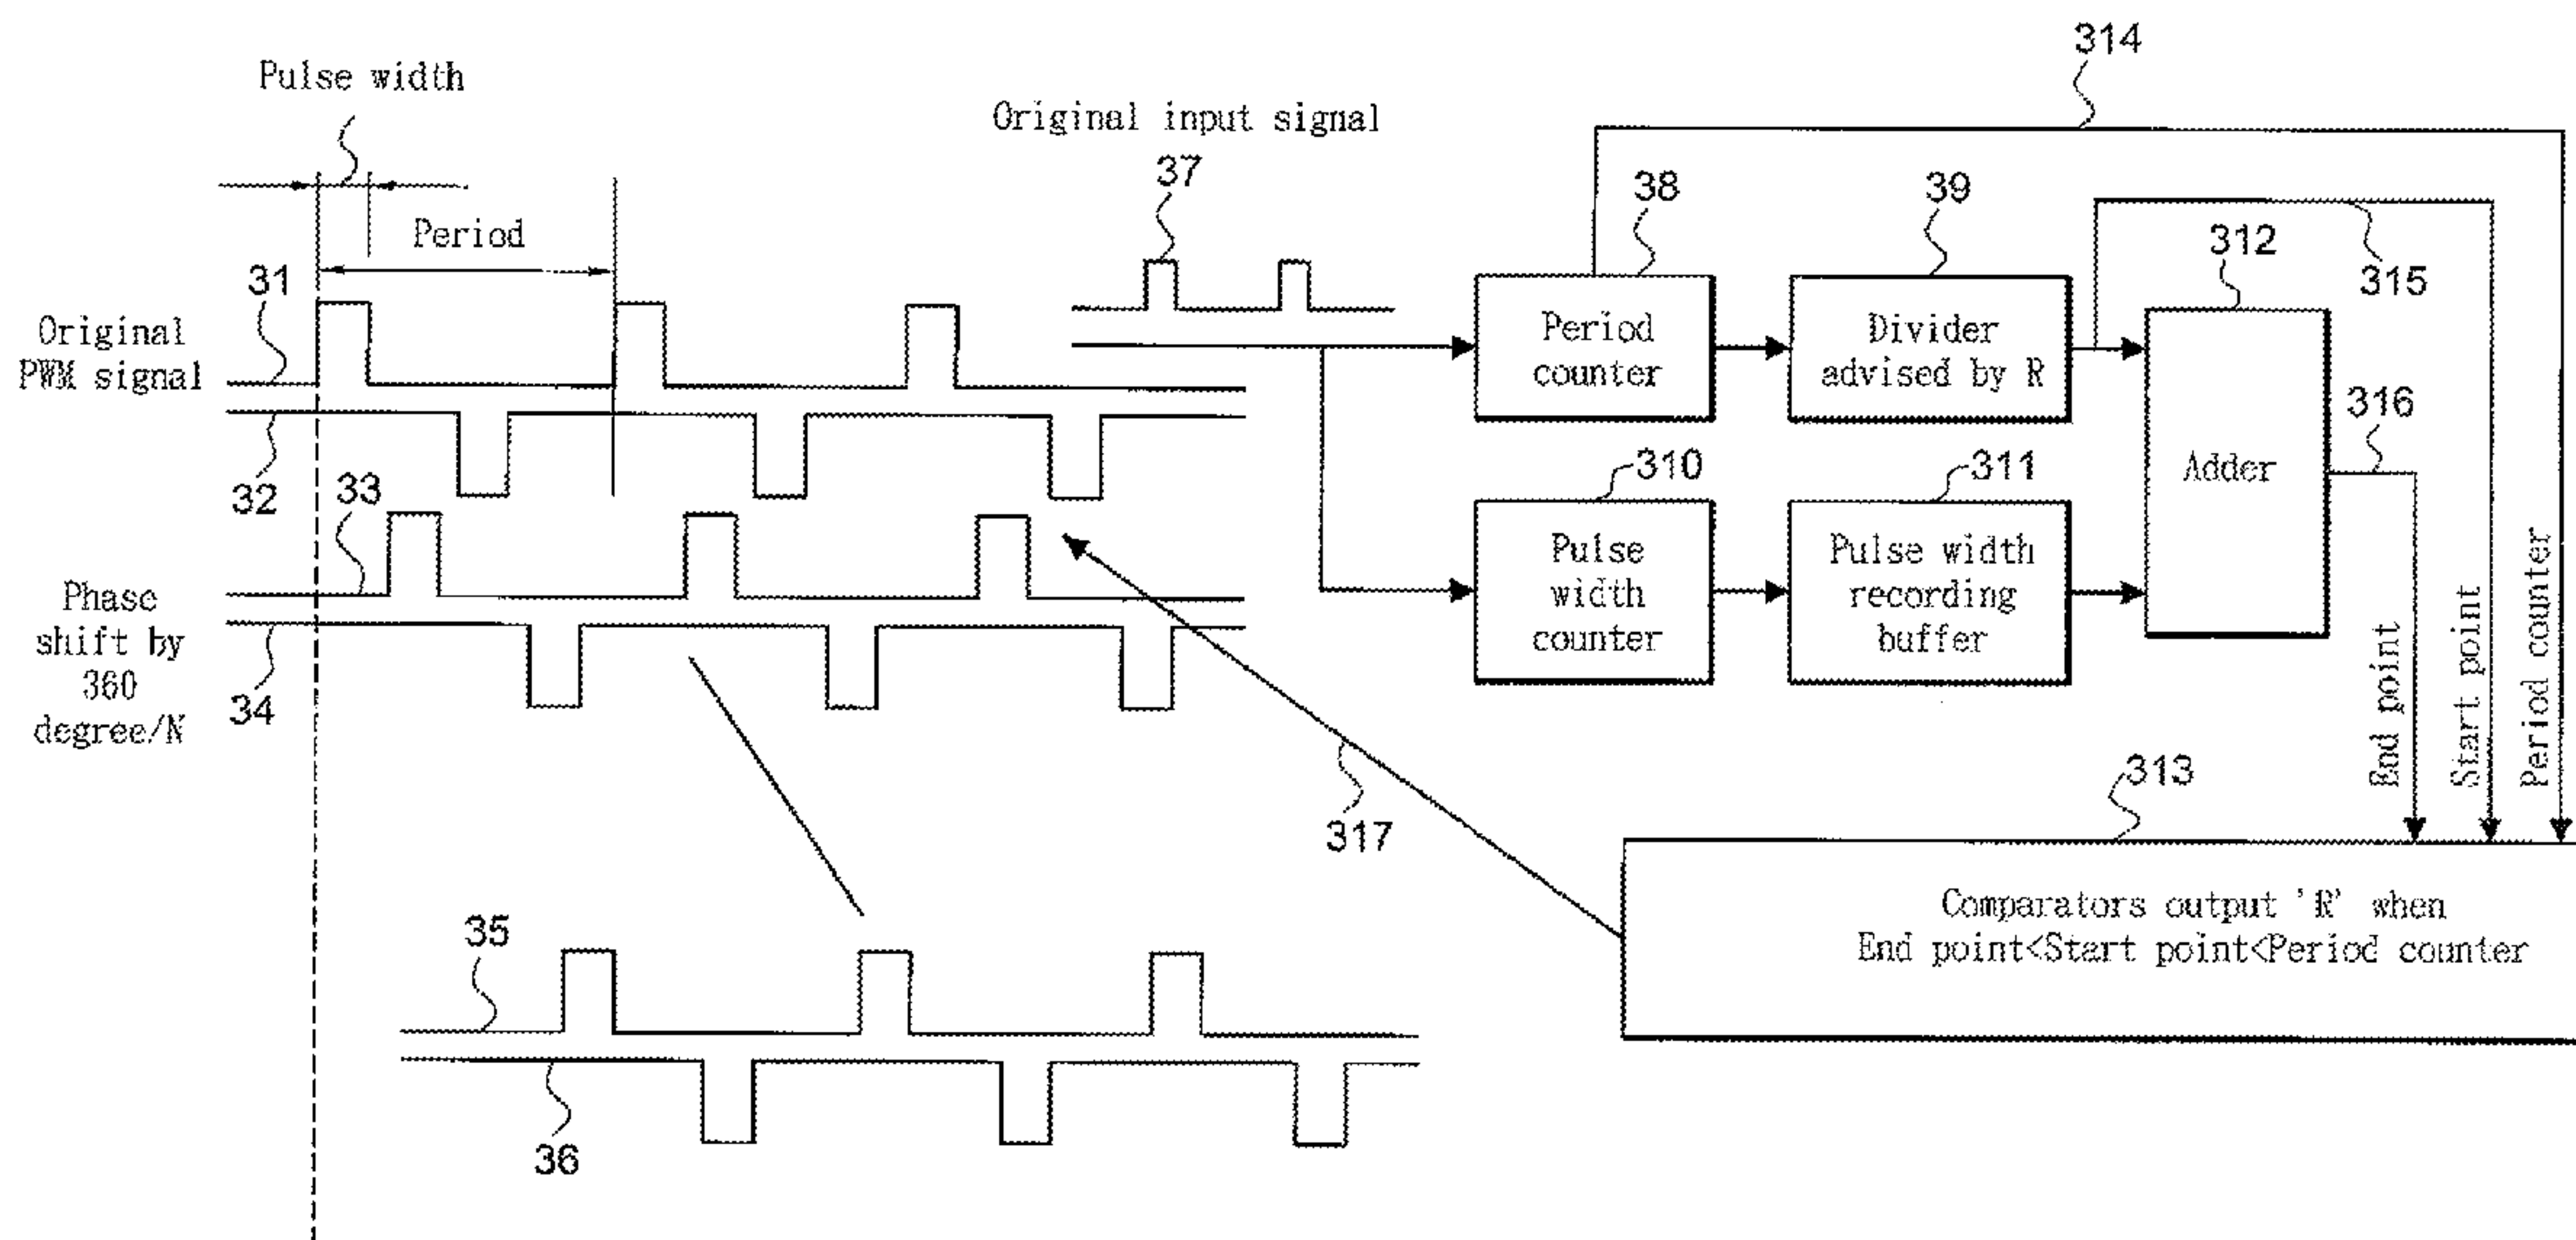 Pulse width
Period
Original
PWM signal
31
32
33
Phase
shift by
360
degree/N
34
35
36
Original input signal
37
38
Period
counter
39
Divider
advised by R
310
Pulse
width
counter
311
Pulse width
recording
buffer
312
Adder
314
315
316
End point
Start point
Period counter
313
Comparators output 'R' when
End point<Start point<Period counter
317